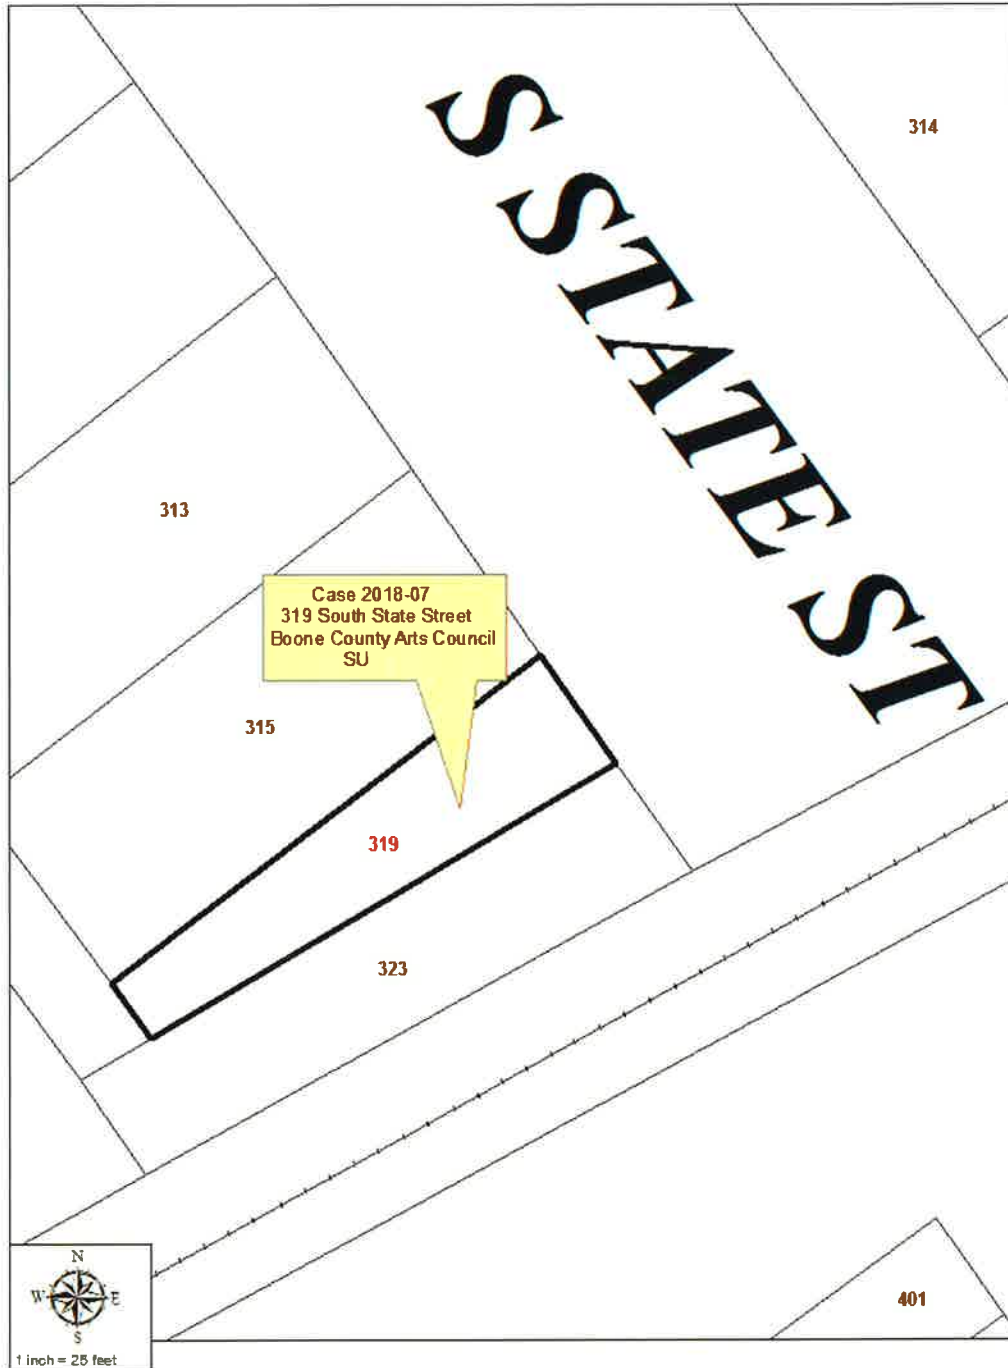 S STATE ST
314
313
Case 2018-07
319 South State Street
Boone County Arts Council
SU
315
319
323
401
N
W E
S
1 inch = 25 feet